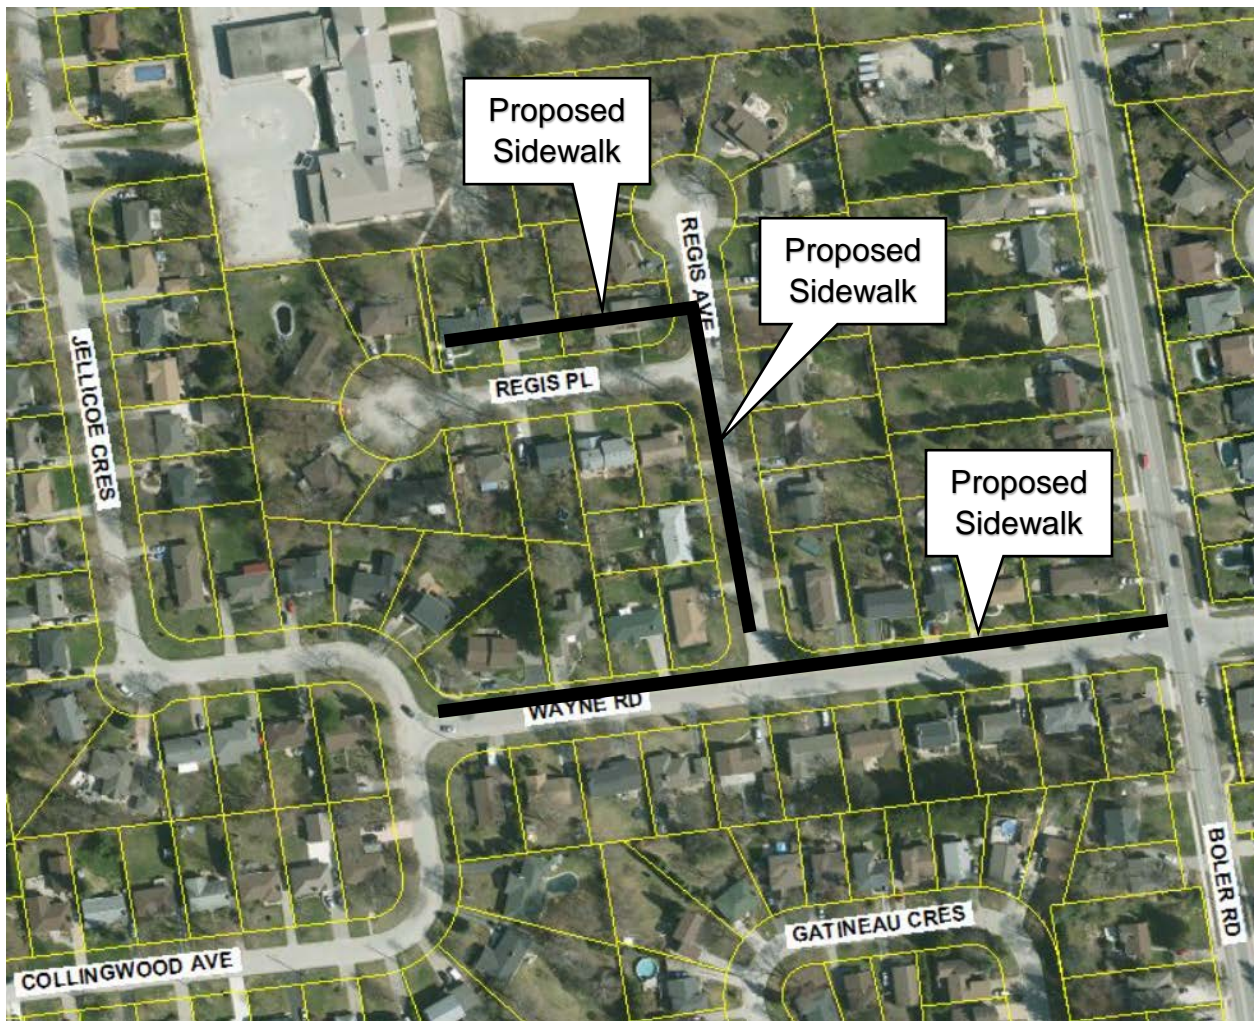 Proposed
Sidewalk
REGIS AVE
Proposed
Sidewalk
JELLICOE CRES
REGIS PL
Proposed
Sidewalk
WAYNE RD
BOLER RD
GATINEAU CRES
COLLINGWOOD AVE